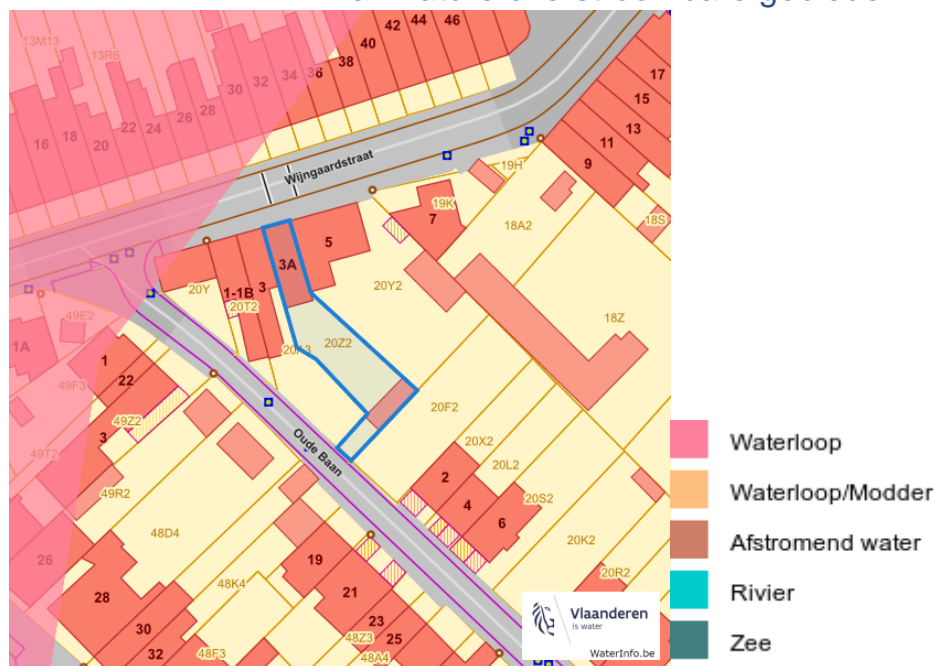 42
44
46
40
38
36
34
32
30
28
26
24
22
20
18
16
13M13
13R6
17
15
13
11
9
Wijngaardstraat
19H
19K
7
18A2
18S
5
3A
3
1-1B
20Y
20T2
20Y2
18Z
20Z2
20A3
49E2
1A
49F3
1
22
49Z2
3
49T2
49R2
20F2
Oude Baan
20X2
20L2
20S2
2
4
6
48D4
20K2
20R2
26
28
30
32
48K4
48F3
19
21
23
25
48Z3
48A4
Vlaanderen
is water
WaterInfo.be
Waterloop
Waterloop/Modder
Afstromend water
Rivier
Zee